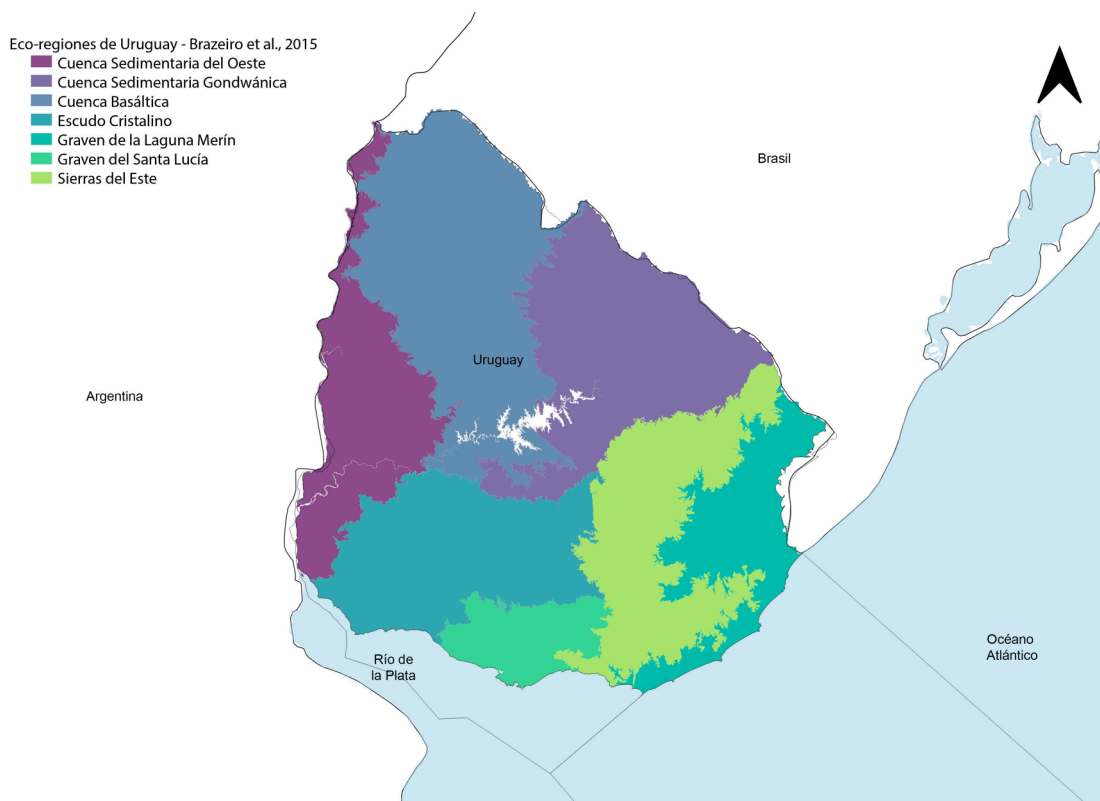 Eco-regiones de Uruguay - Brazeiro et al., 2015
Cuenca Sedimentaria del Oeste
Cuenca Sedimentaria Gondwánica
Cuenca Basáltica
Escudo Cristalino
Graven de la Laguna Merín
Graven del Santa Lucía
Sierras del Este
Brasil
Uruguay
Argentina
Océano
Atlántico
Río de
la Plata